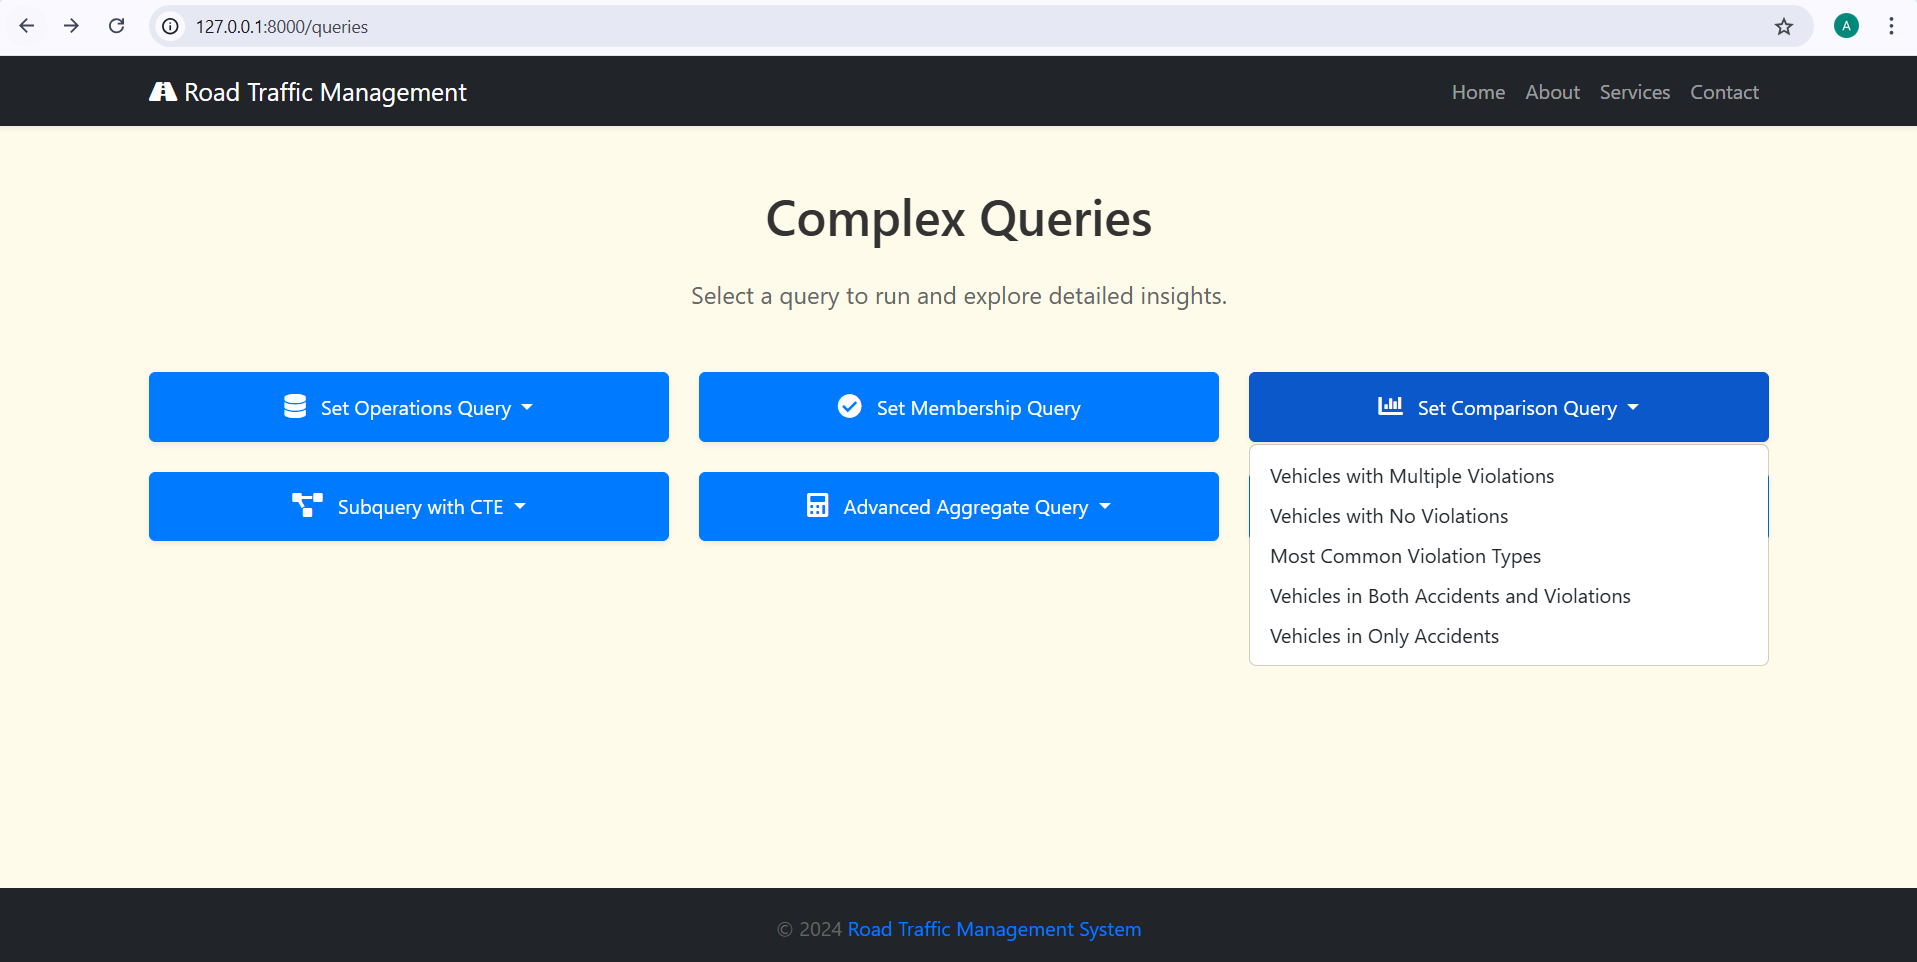 127.0.0.1:8000/queries
A
Road Traffic Management
Home About Services Contact
Complex Queries
Select a query to run and explore detailed insights.
Set Operations Query
Set Membership Query
Set Comparison Query
Subquery with CTE
Advanced Aggregate Query
Vehicles with Multiple Violations
Vehicles with No Violations
Most Common Violation Types
Vehicles in Both Accidents and Violations
Vehicles in Only Accidents
© 2024 Road Traffic Management System